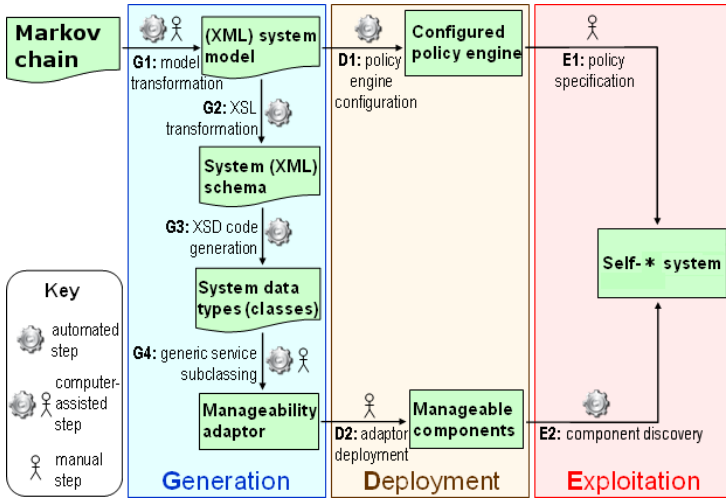 Markov
chain
(XML) system
model
Configured
policy engine
G1: model
transformation
D1: policy
engine
configuration
E1: policy
specification
G2: XSL
transformation
System (XML)
schema
G3: XSD code
generation
Self-* system
Key
automated
step
computer-
assisted
step
manual
step
System data
types (classes)
G4: generic service
subclassing
Manageability
adaptor
D2: adaptor
deployment
Manageable
components
E2: component discovery
Generation
Deployment
Exploitation